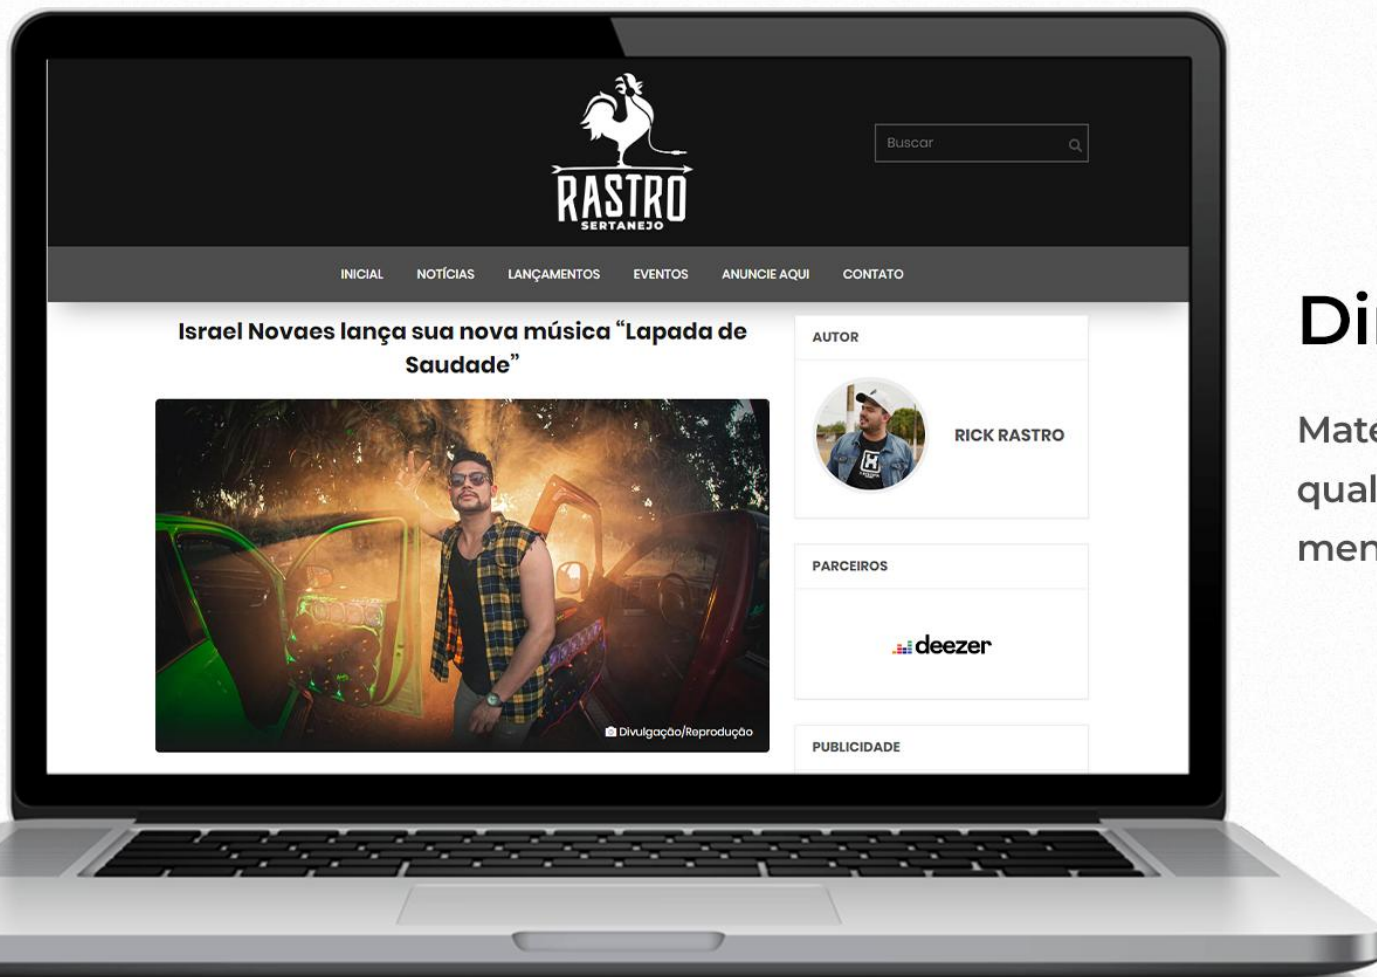 RASTRO
SERTANEJO
Buscar
INICIAL NOTÍCIAS LANÇAMENTOS EVENTOS ANUNCIE AQUI CONTATO
Israel Novaes lança sua nova música “Lapada de
Saudade”
Divulgação/Reprodução
AUTOR
H
RICK RASTRO
PARCEIROS
deezer
PUBLICIDADE